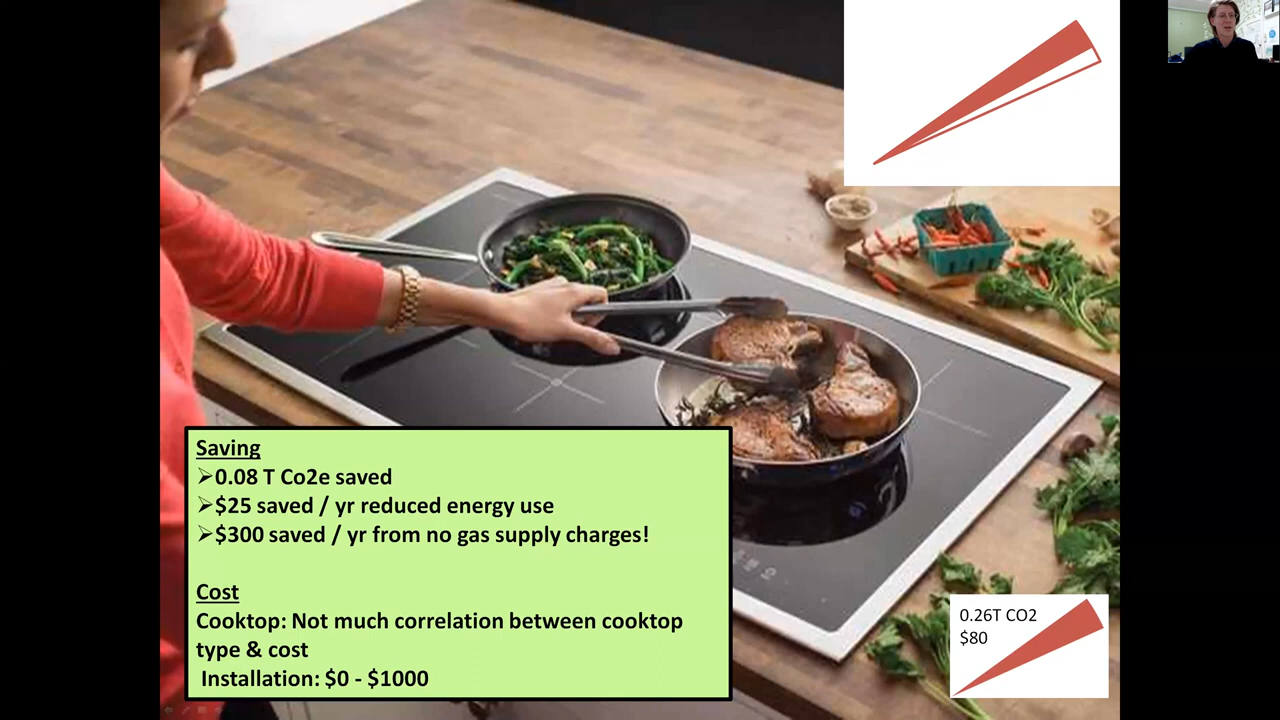 Saving
➢0.08 T Co2e saved
➢$25 saved / yr reduced energy use
➢$300 saved / yr from no gas supply charges!
Cost
Cooktop: Not much correlation between cooktop
type & cost
Installation: $0 - $1000
0.26T CO2
$80